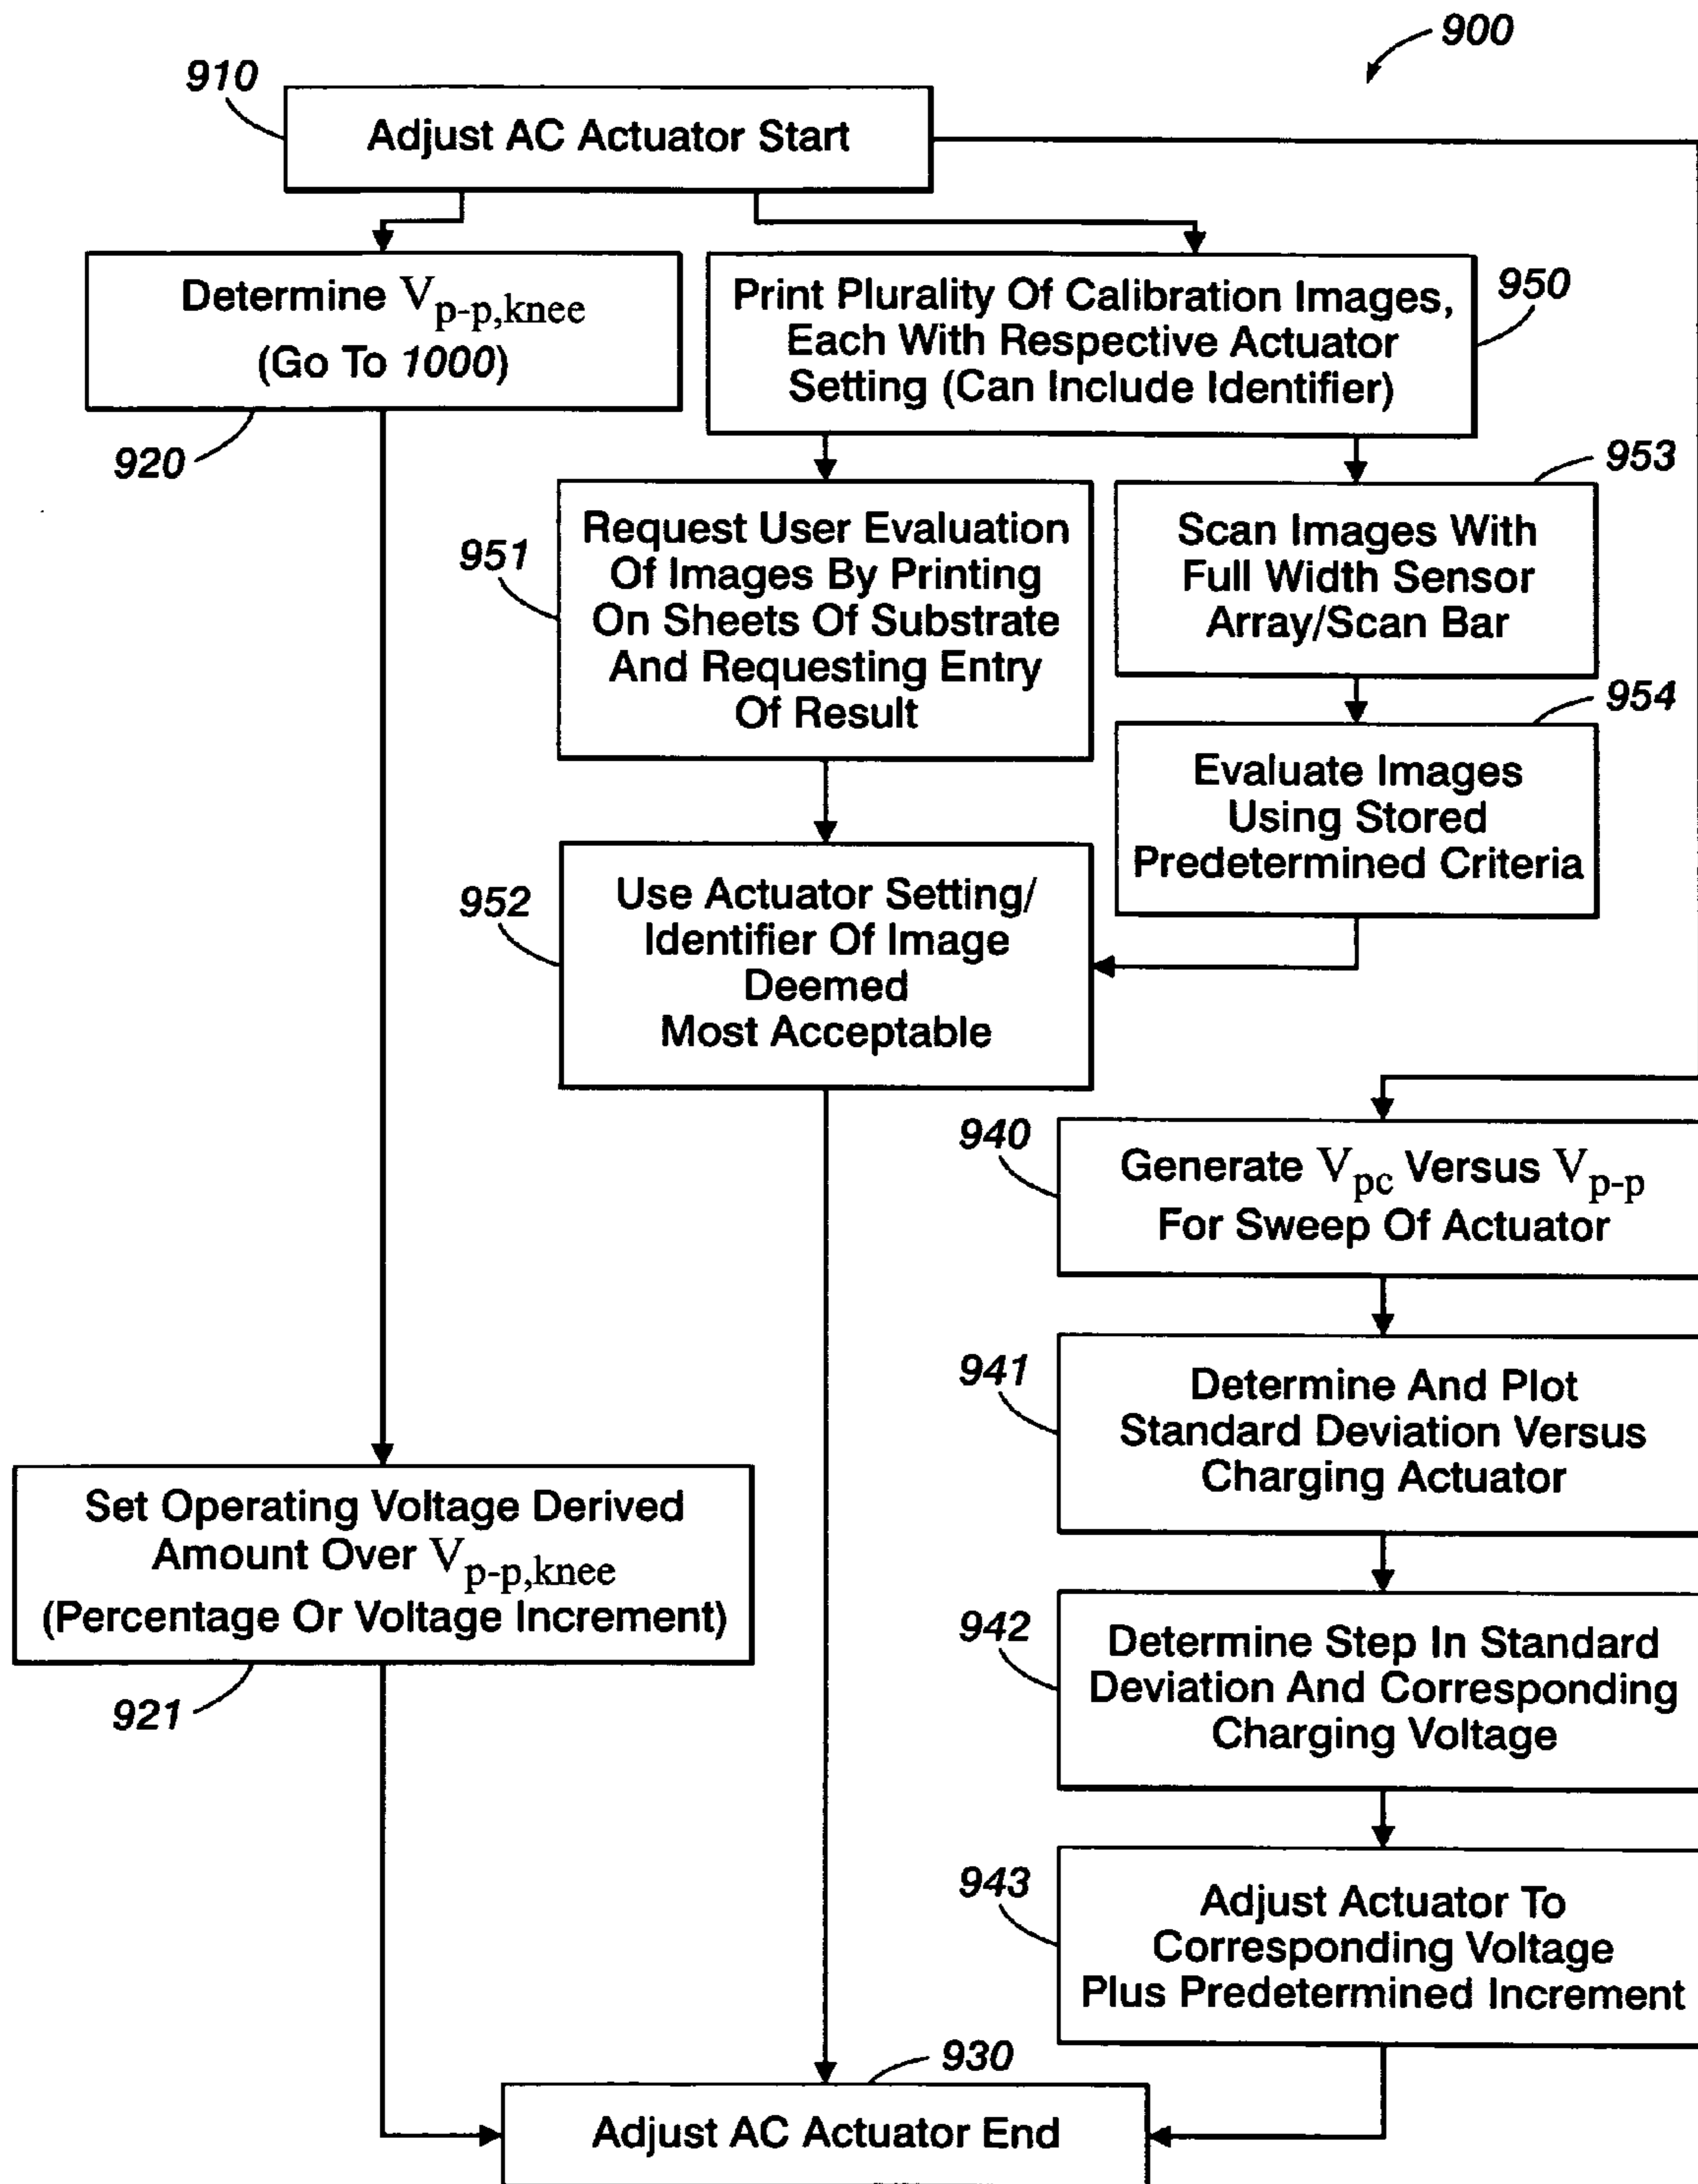 900
910
Adjust AC Actuator Start
Determine Vp-p,knee
(Go To 1000)
920
Print Plurality Of Calibration Images,
Each With Respective Actuator
Setting (Can Include Identifier)
950
951
Request User Evaluation
Of Images By Printing
On Sheets Of Substrate
And Requesting Entry
Of Result
953
Scan Images With
Full Width Sensor
Array/Scan Bar
954
Evaluate Images
Using Stored
Predetermined Criteria
952
Use Actuator Setting/
Identifier Of Image
Deemed
Most Acceptable
940
Generate Vpc Versus Vp-p
For Sweep Of Actuator
941
Determine And Plot
Standard Deviation Versus
Charging Actuator
Set Operating Voltage Derived
Amount Over Vp-p,knee
(Percentage Or Voltage Increment)
921
942
Determine Step In Standard
Deviation And Corresponding
Charging Voltage
943
Adjust Actuator To
Corresponding Voltage
Plus Predetermined Increment
930
Adjust AC Actuator End